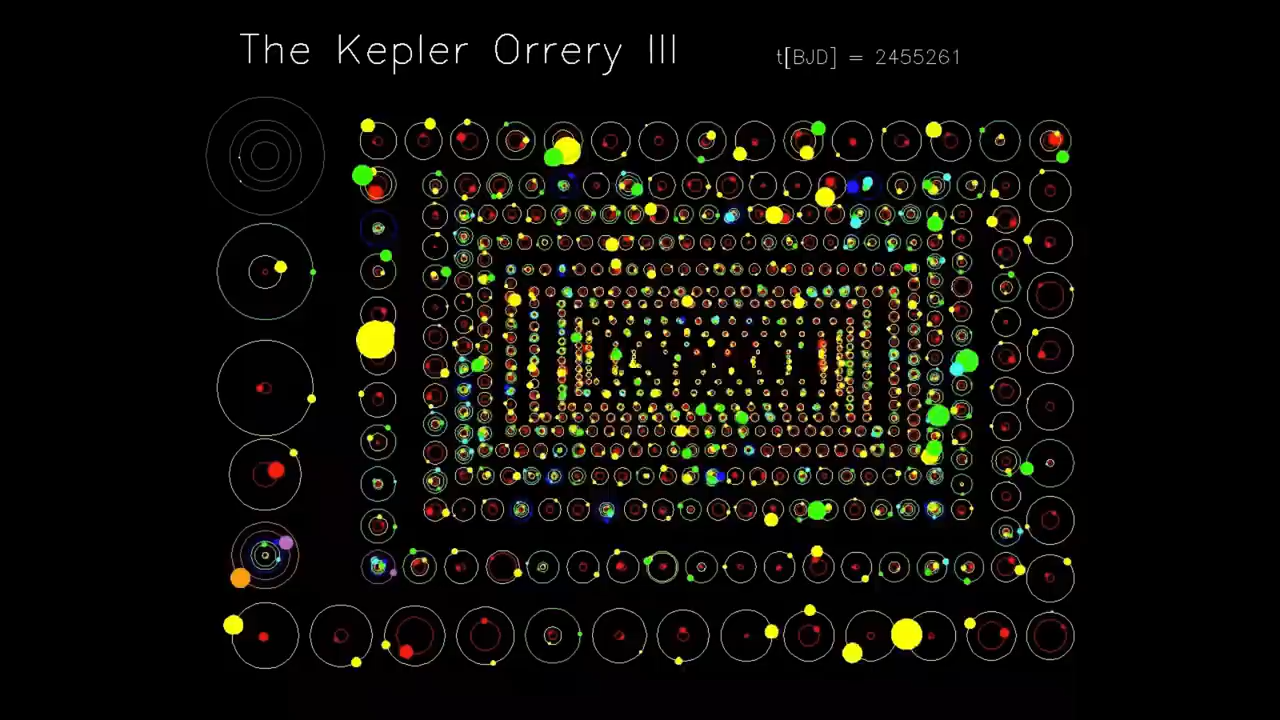 The Kepler Orrery III
t[BJD] = 2455261